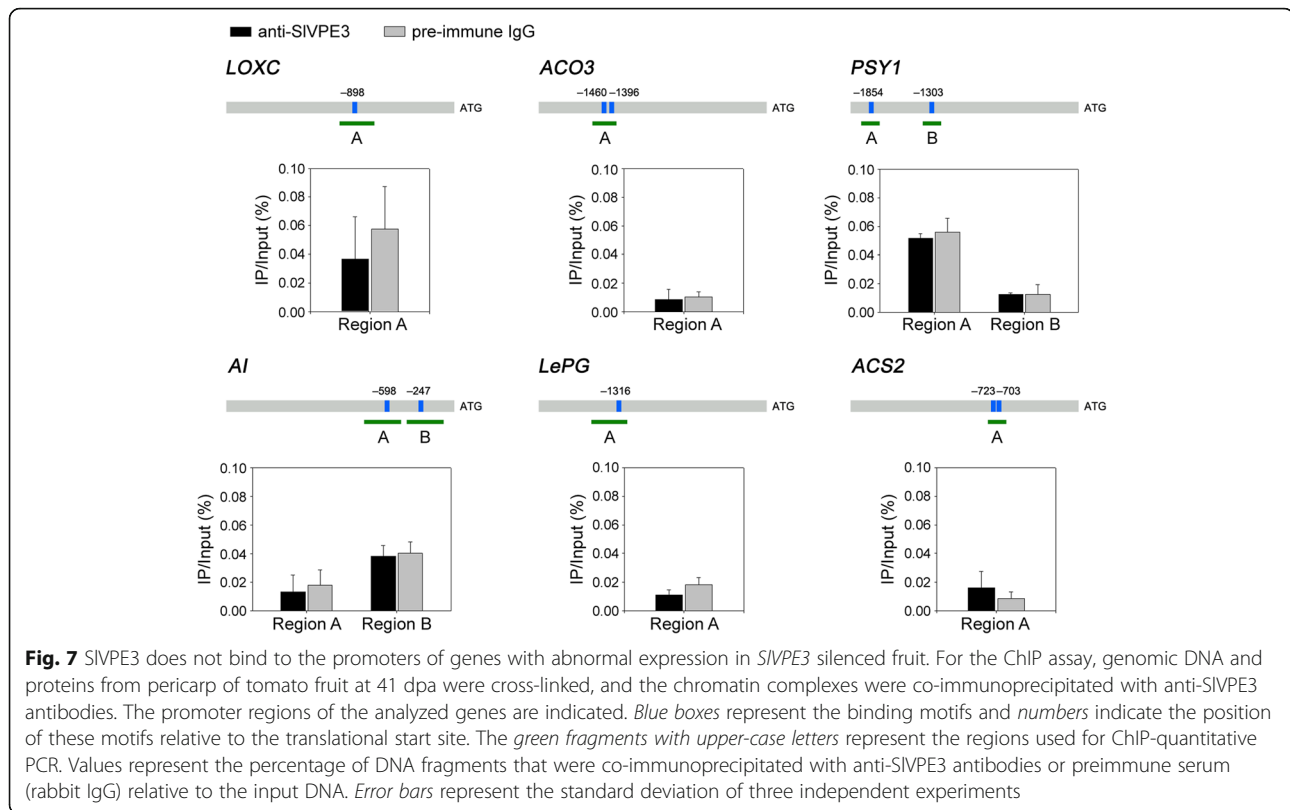 anti-SlVPE3 pre-immune IgG
LOXC ACO3 PSY1
–898 –1460 –1396 –1854 –1303
ATG ATG ATG
A A A B
0.10 0.10 0.10
0.08 0.08 0.08
0.06 0.06 0.06
0.04 0.04 0.04
0.02 0.02 0.02
0.00 0.00 0.00
IP/Input (%) IP/Input (%) IP/Input (%)
Region A Region A Region A Region B
AI LePG ACS2
–598 –247 –1316 –723 –703
ATG ATG ATG
A B A A
0.10 0.10 0.10
0.08 0.08 0.08
0.06 0.06 0.06
0.04 0.04 0.04
0.02 0.02 0.02
0.00 0.00 0.00
IP/Input (%) IP/Input (%) IP/Input (%)
Region A Region B Region A Region A
Fig. 7 SlVPE3 does not bind to the promoters of genes with abnormal expression in SlVPE3 silenced fruit. For the ChIP assay, genomic DNA and
proteins from pericarp of tomato fruit at 41 dpa were cross-linked, and the chromatin complexes were co-immunoprecipitated with anti-SlVPE3
antibodies. The promoter regions of the analyzed genes are indicated. Blue boxes represent the binding motifs and numbers indicate the position
of these motifs relative to the translational start site. The green fragments with upper-case letters represent the regions used for ChIP-quantitative
PCR. Values represent the percentage of DNA fragments that were co-immunoprecipitated with anti-SlVPE3 antibodies or preimmune serum
(rabbit IgG) relative to the input DNA. Error bars represent the standard deviation of three independent experiments